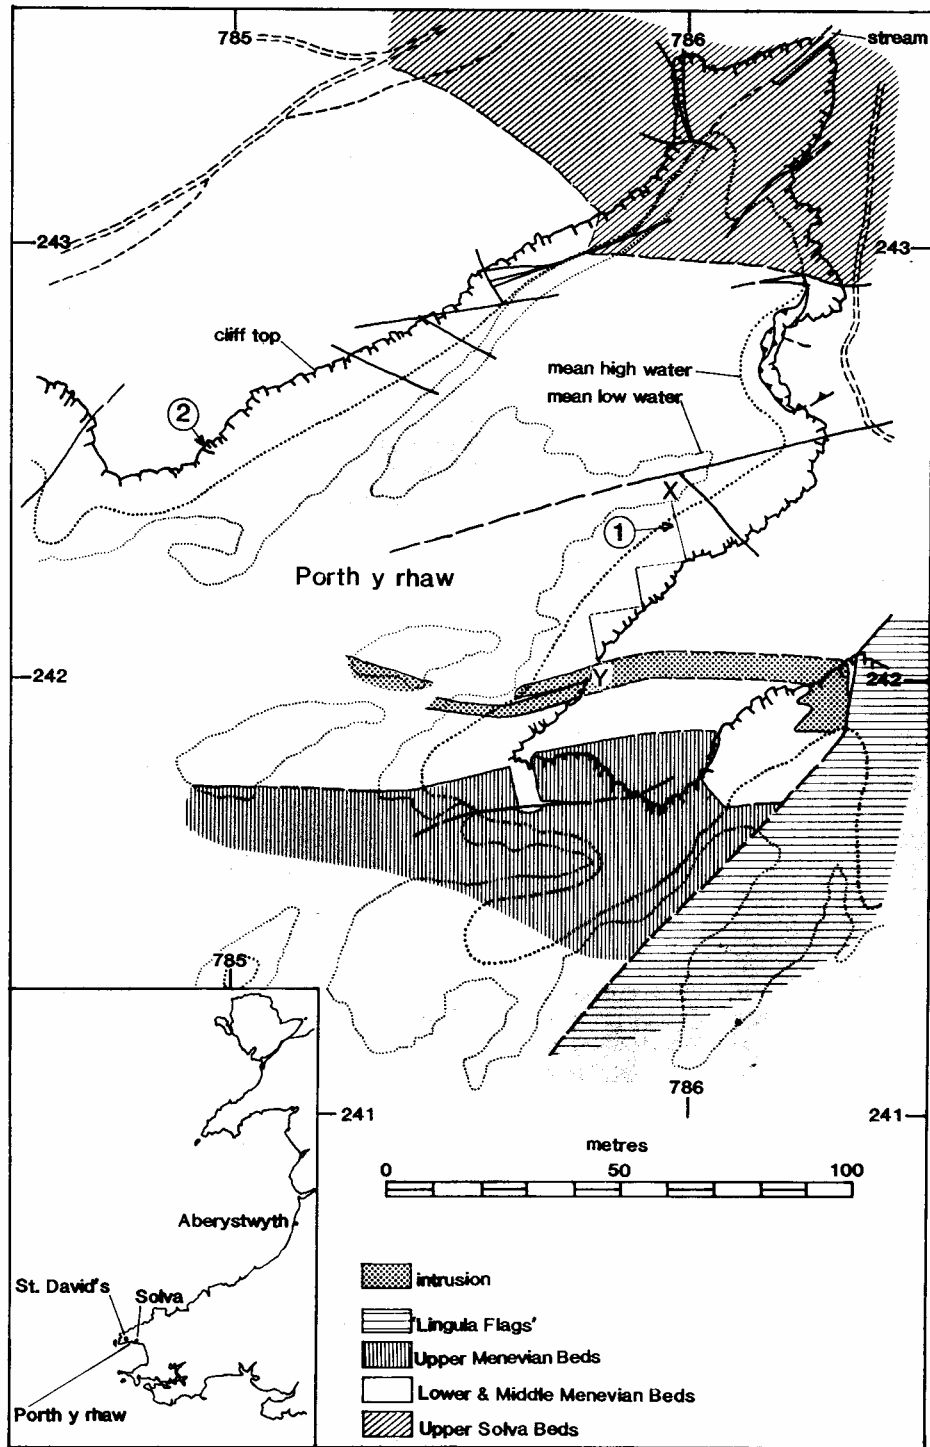 785
786
stream
243
243
cliff top
mean high water
mean low water
2
X
1
Porth y rhaw
242
Y
242
785
786
241
241
metres
0 50 100
Aberystwyth
St. David's
Solva
Porth y rhaw
intrusion
'Lingula Flags'
Upper Menevian Beds
Lower & Middle Menevian Beds
Upper Solva Beds